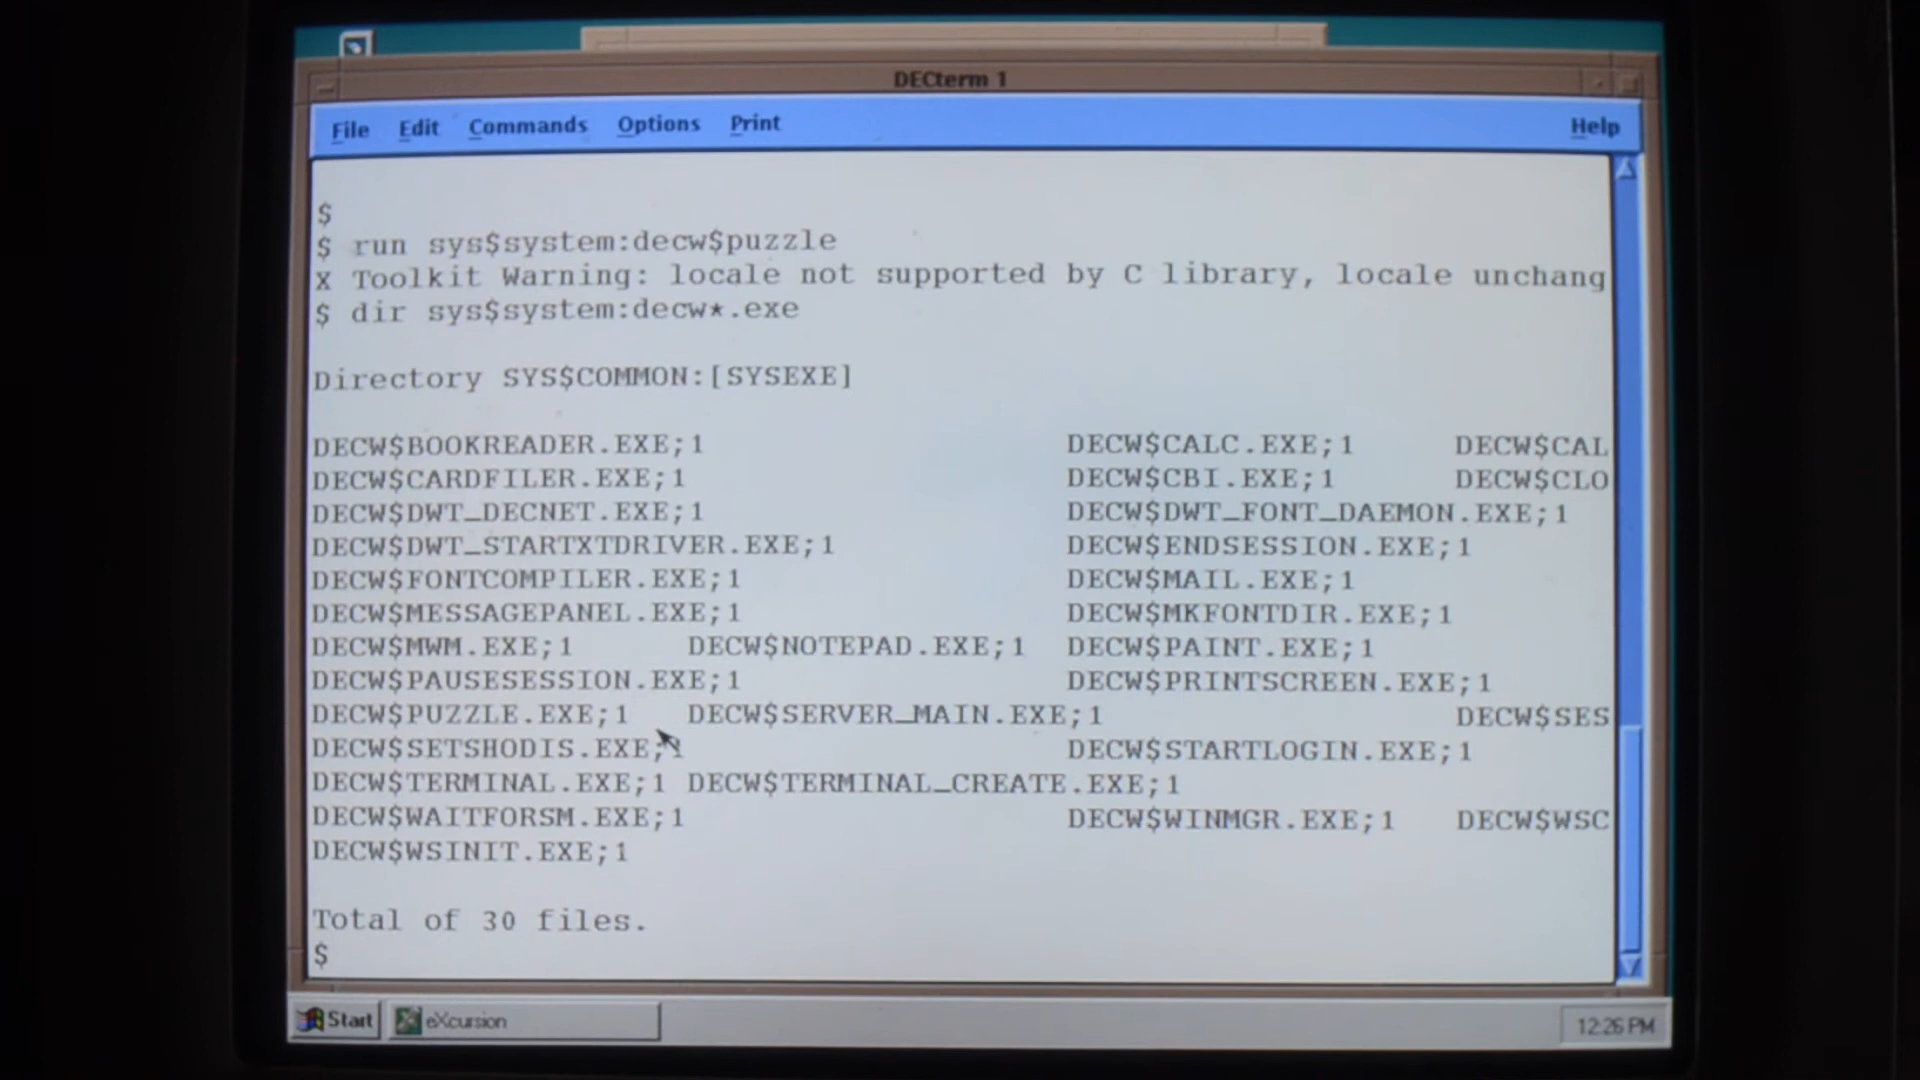 DECterm 1
File Edit Commands Options Print Help
$
$ run sys$system:decw$puzzle
X Toolkit Warning: locale not supported by C library, locale unchang
$ dir sys$system:decw*.exe
Directory SYS$COMMON:[SYSEXE]
DECW$BOOKREADER.EXE;1 DECW$CALC.EXE;1 DECW$CAL
DECW$CARDFILER.EXE;1 DECW$CBI.EXE;1 DECW$CLO
DECW$DWT_DECNET.EXE;1 DECW$DWT_FONT_DAEMON.EXE;1
DECW$DWT_STARTXTDRIVER.EXE;1 DECW$ENDSESSION.EXE;1
DECW$FONTCOMPILER.EXE;1 DECW$MAIL.EXE;1
DECW$MESSAGEPANEL.EXE;1 DECW$MKFONTDIR.EXE;1
DECW$MWM.EXE;1 DECW$NOTEPAD.EXE;1 DECW$PAINT.EXE;1
DECW$PAUSESESSION.EXE;1 DECW$PRINTSCREEN.EXE;1
DECW$PUZZLE.EXE;1 DECW$SERVER_MAIN.EXE;1 DECW$SES
DECW$SETSHODIS.EXE;1 DECW$STARTLOGIN.EXE;1
DECW$TERMINAL.EXE;1 DECW$TERMINAL_CREATE.EXE;1
DECW$WAITFORSM.EXE;1 DECW$WINMGR.EXE;1 DECW$WSC
DECW$WSINIT.EXE;1
Total of 30 files.
$
Start eXcursion 12:26 PM